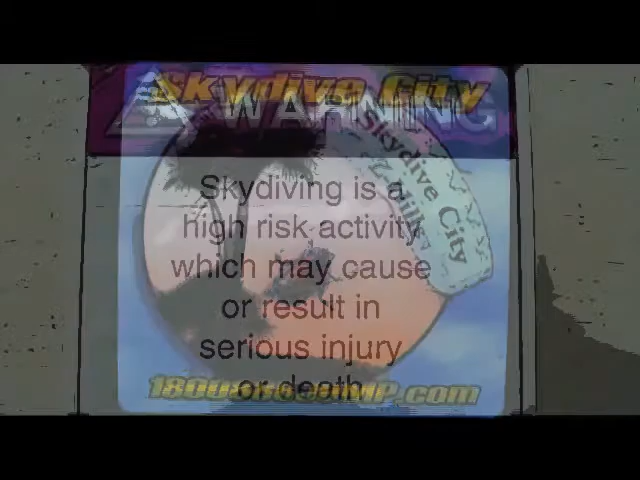 Skydive City
WARNING
Skydive City
Z-Hills
Skydiving is a
high risk activity
which may cause
or result in
serious injury
or death